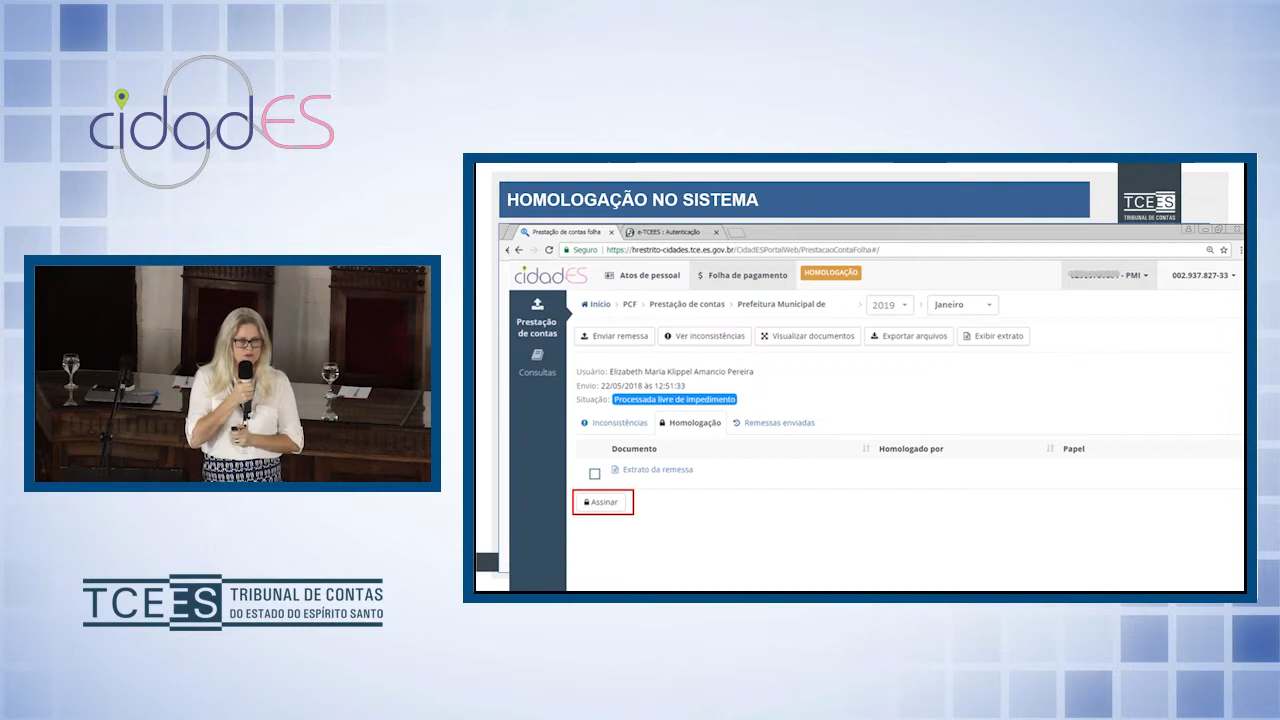 cidadES
HOMOLOGAÇÃO NO SISTEMA
TCEES
TRIBUNAL DE CONTAS
Prestação de contas folha
e-TCEES : Autenticação
Seguro
https://hrestrito-cidades.tce.es.gov.br/CidadESPortalWeb/PrestacaoContaFolha#/
cidadES
Atos de pessoal
$ Folha de pagamento
HOMOLOGAÇÃO
- PMI
002.937.827-33
Prestação de contas
Consultas
Início > PCF > Prestação de contas > Prefeitura Municipal de > 2019 > Janeiro
Enviar remessa
Ver inconsistências
Visualizar documentos
Exportar arquivos
Exibir extrato
Usuário: Elizabeth Maria Klippel Amancio Pereira
Envio: 22/05/2018 às 12:51:33
Situação: Processada livre de impedimento
Inconsistências
Homologação
Remessas enviadas
Documento
Homologado por
Papel
Extrato da remessa
Assinar
TCEES
TRIBUNAL DE CONTAS
DO ESTADO DO ESPÍRITO SANTO